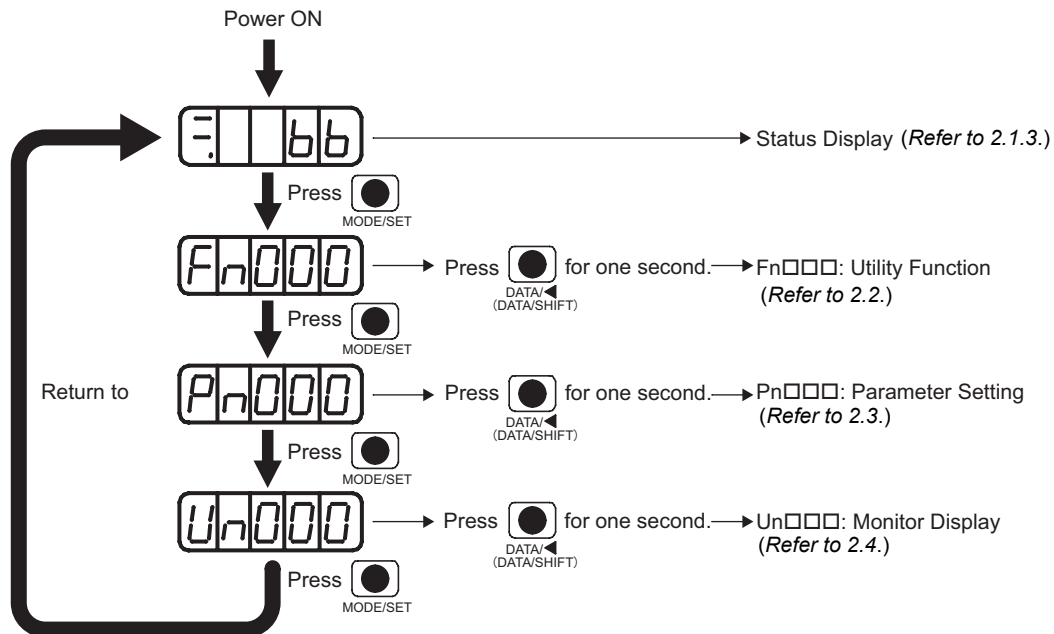 Power ON
bb
Status Display (Refer to 2.1.3.)
Press
MODE/SET
Fn000
Press
for one second.
DATA/◀
(DATA/SHIFT)
Fn□□□: Utility Function
(Refer to 2.2.)
Press
MODE/SET
Return to
Pn000
Press
for one second.
DATA/◀
(DATA/SHIFT)
Pn□□□: Parameter Setting
(Refer to 2.3.)
Press
MODE/SET
Un000
Press
for one second.
DATA/◀
(DATA/SHIFT)
Un□□□: Monitor Display
(Refer to 2.4.)
Press
MODE/SET